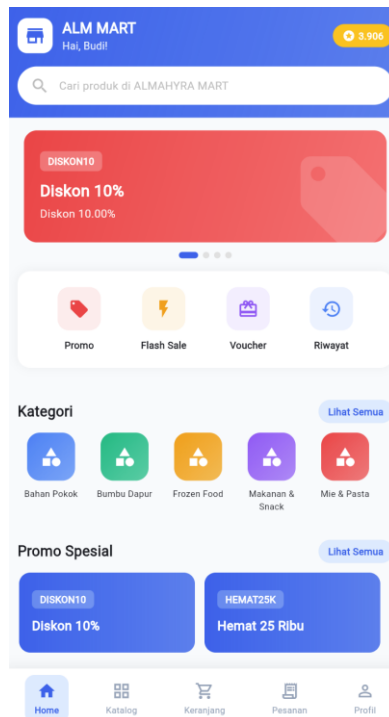 ALM MART
Hai, Budi!
3.906
Cari produk di ALMAHYRA MART
DISKON10
Diskon 10%
Diskon 10.00%
Promo
Flash Sale
Voucher
Riwayat
Kategori
Lihat Semua
Bahan Pokok
Bumbu Dapur
Frozen Food
Makanan &
Snack
Mie & Pasta
Promo Spesial
Lihat Semua
DISKON10
Diskon 10%
HEMAT25K
Hemat 25 Ribu
Home
Katalog
Keranjang
Pesanan
Profil